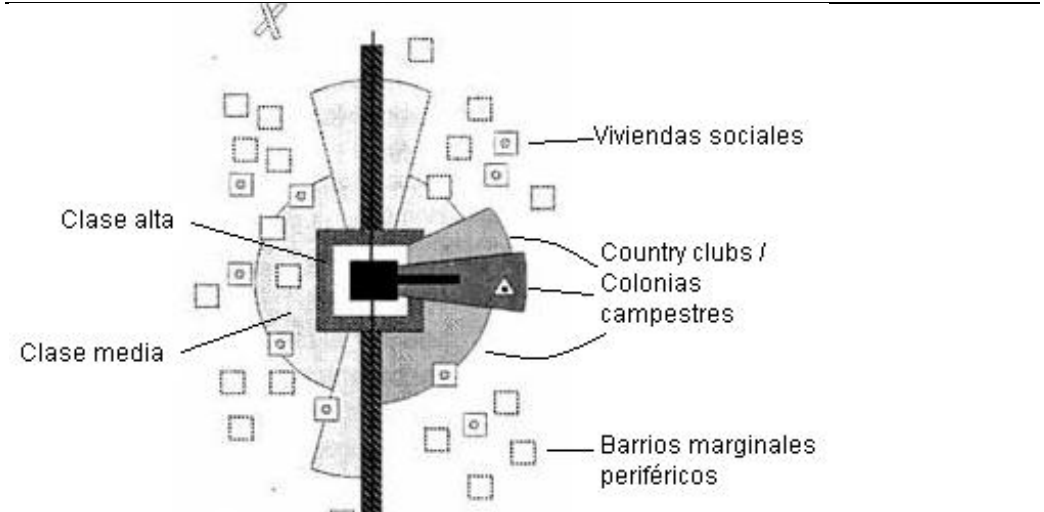 Viviendas sociales
Clase alta
Country clubs /
Colonias
campestres
Clase media
Barrios marginales
periféricos